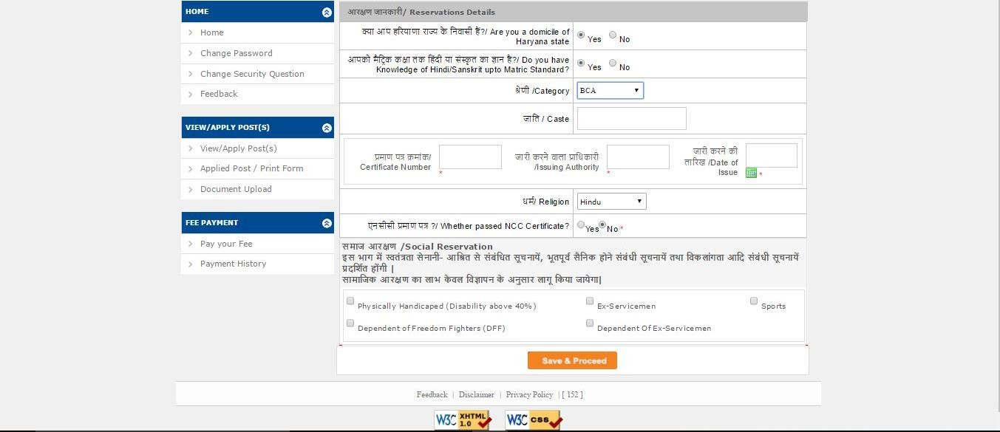 HOME
Home
Change Password
Change Security Question
Feedback
VIEW/APPLY POST(S)
View/Apply Post(s)
Applied Post / Print Form
Document Upload
FEE PAYMENT
Pay your Fee
Payment History
आरक्षण जानकारी/ Reservations Details
क्या आप हरियाणा राज्य के निवासी हैं?/ Are you a domicile of
Haryana state
Yes No
आपको मैट्रिक कक्षा तक हिंदी या संस्कृत का ज्ञान है?/ Do you have
Knowledge of Hindi/Sanskrit upto Matric Standard?
Yes No
श्रेणी /Category
BCA
जाति / Caste
प्रमाण पत्र क्रमांक/
Certificate Number
*
जारी करने वाला प्राधिकारी
/Issuing Authority
*
जारी करने की
तारिख /Date of
Issue
*
धर्म/ Religion
Hindu
एनसीसी प्रमाण पत्र ?/ Whether passed NCC Certificate?
Yes No *
समाज आरक्षण /Social Reservation
इस भाग में स्वतंत्रता सेनानी- आश्रित से संबंधित सूचनायें, भूतपूर्व सैनिक होने संबंधी सूचनायें तथा विकलांगता आदि संबंधी सूचनायें
प्रदर्शित होंगी |
सामाजिक आरक्षण का लाभ केवल विज्ञापन के अनुसार लागू किया जायेगा|
Physically Handicaped (Disability above 40%) Ex-Servicemen Sports
Dependent of Freedom Fighters (DFF) Dependent Of Ex-Servicemen
Save & Proceed
Feedback | Disclaimer | Privacy Policy | [ 152 ]
W3C XHTML 1.0 W3C css